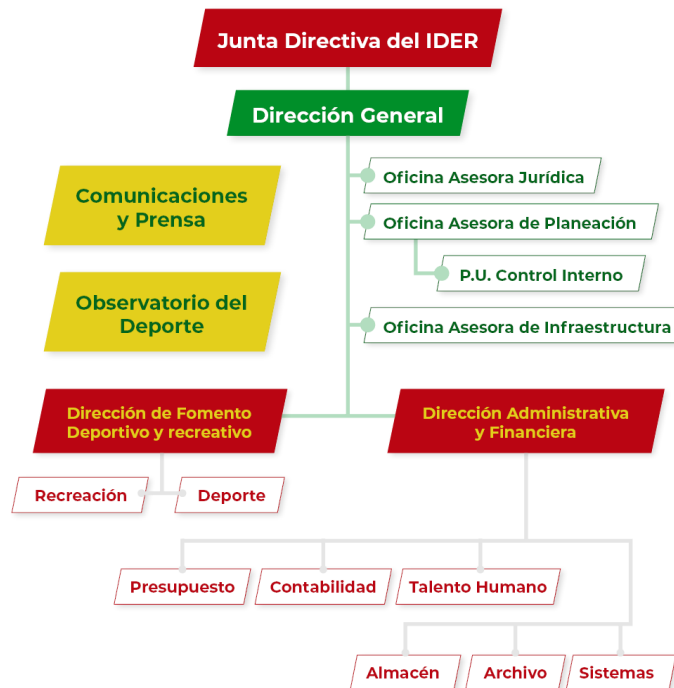 Junta Directiva del IDER
Dirección General
Oficina Asesora Jurídica
Comunicaciones
y Prensa
Oficina Asesora de Planeación
P.U. Control Interno
Observatorio del
Deporte
Oficina Asesora de Infraestructura
Dirección de Fomento
Deportivo y recreativo
Dirección Administrativa
y Financiera
Recreación
Deporte
Presupuesto
Contabilidad
Talento Humano
Almacén
Archivo
Sistemas